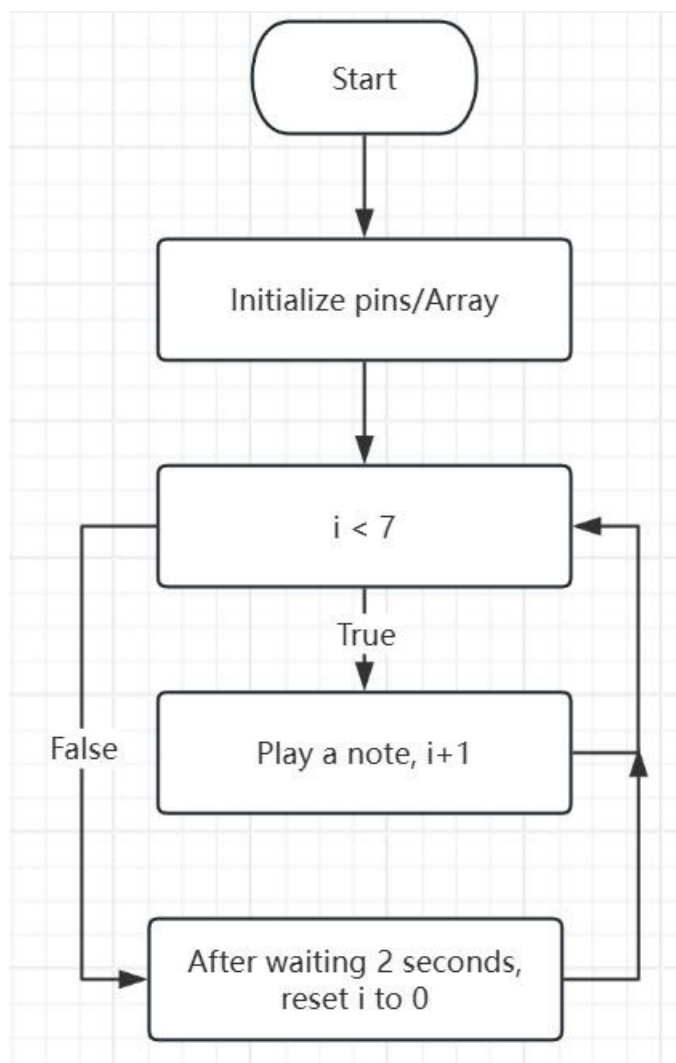 Start
Initialize pins/Array
i < 7
True
False
Play a note, i+1
After waiting 2 seconds,
reset i to 0